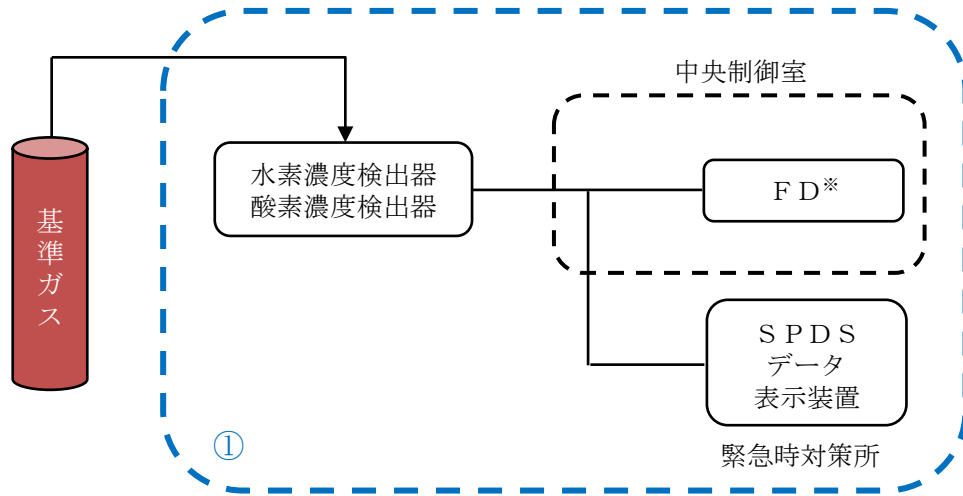 中央制御室
水素濃度検出器
酸素濃度検出器
ＦＤ※
基準ガス
ＳＰＤＳ
データ
表示装置
①
緊急時対策所